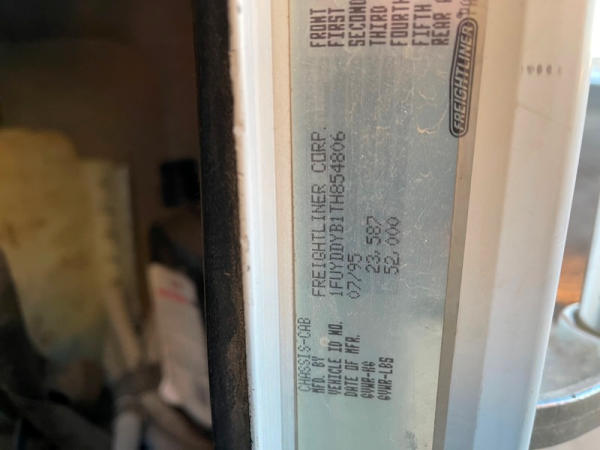 CHASSIS-CAB
MFD. BY FREIGHTLINER CORP.
VEHICLE ID NO. 1FUYDDYB1TH854806
DATE OF MFR. 07/95
GVWR-KG 23,587
GVWR-LBS 52,000
FRONT
FIRST
SECOND
THIRD
FOURTH
FIFTH
REAR
FREIGHTLINER